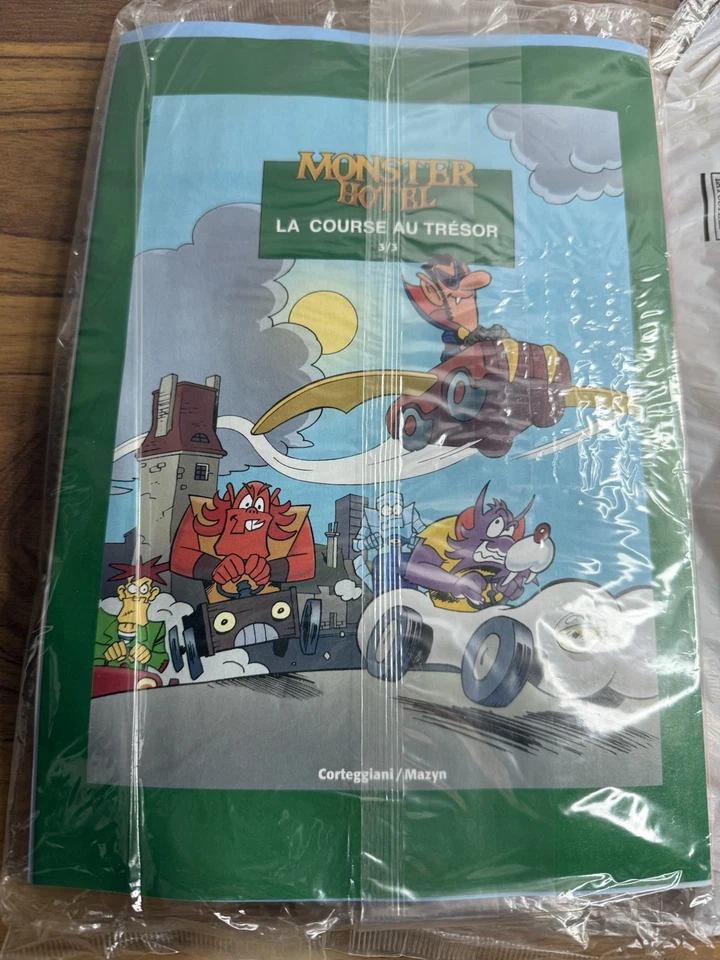 MONSTER
HOTEL
LA COURSE AU TRÉSOR
3/3
Corteggiani/Mazyn